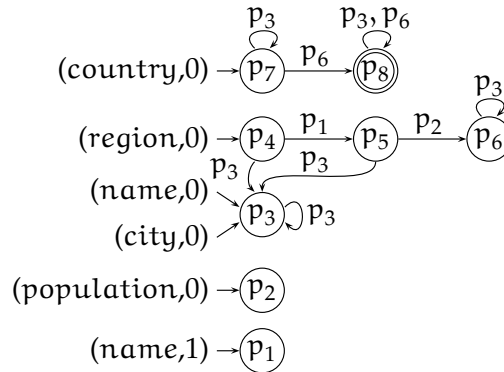 p₃ p₃, p₆
(country,0) p₇ p₆ p₈
p₃
(region,0) p₄ p₁ p₅ p₂ p₆
p₃ p₃
(name,0)
p₃ p₃
(city,0)
(population,0) p₂
(name,1) p₁